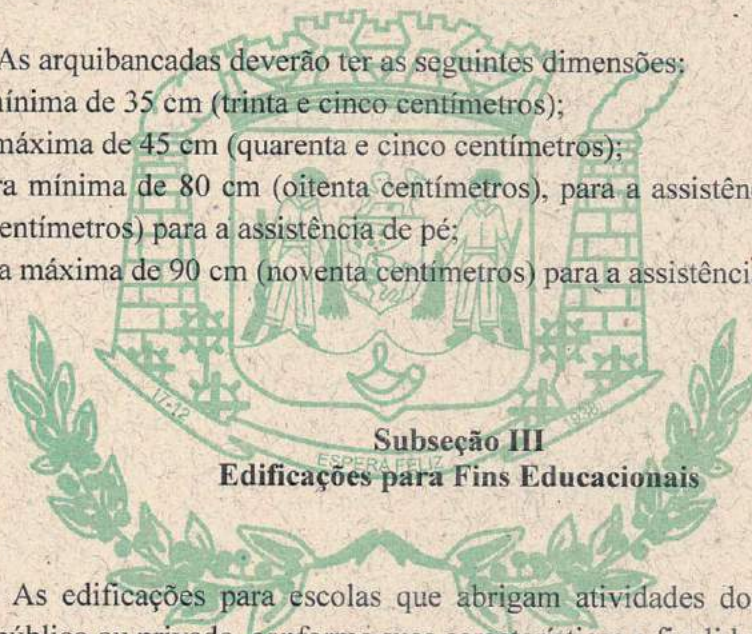 As arquibancadas deverão ter as seguintes dimensões:
mínima de 35 cm (trinta e cinco centímetros);
máxima de 45 cm (quarenta e cinco centímetros);
ra mínima de 80 cm (oitenta centímetros), para a assistên
entímetros) para a assistência de pé;
a máxima de 90 cm (noventa centímetros) para a assistênci
17-12
1938
ESPERA FELIZ
Subseção III
Edificações para Fins Educacionais
As edificações para escolas que abrigam atividades do